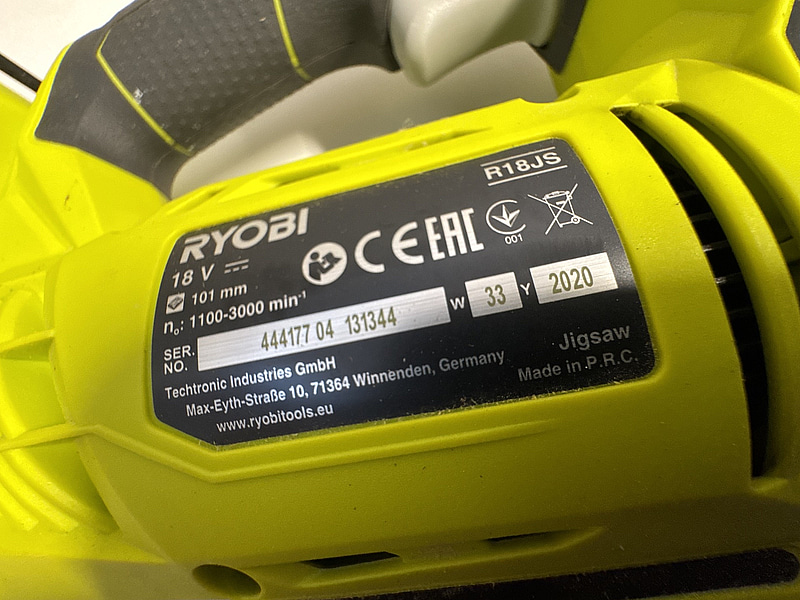 R18JS
RYOBI
18 V
CE EAC 001
101 mm
n₀: 1100-3000 min⁻¹
SER. NO. 444177 04 131344 W 33 Y 2020
Techtronic Industries GmbH
Max-Eyth-Straße 10, 71364 Winnenden, Germany
www.ryobitools.eu
Jigsaw
Made in P.R.C.